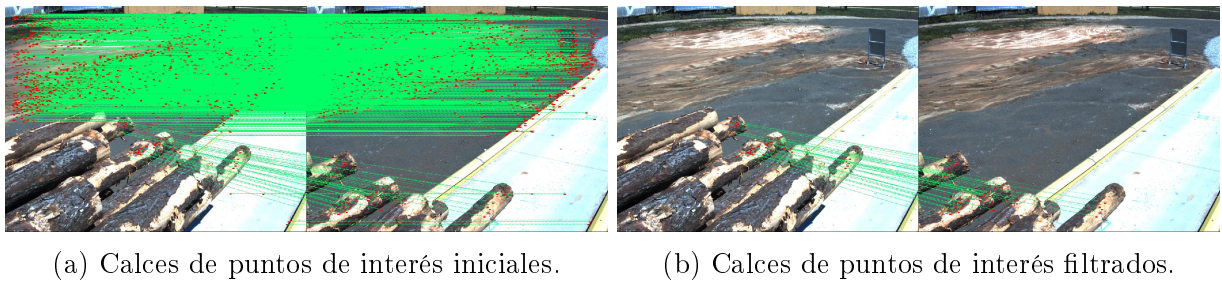 (a) Calces de puntos de interés iniciales.
(b) Calces de puntos de interés filtrados.